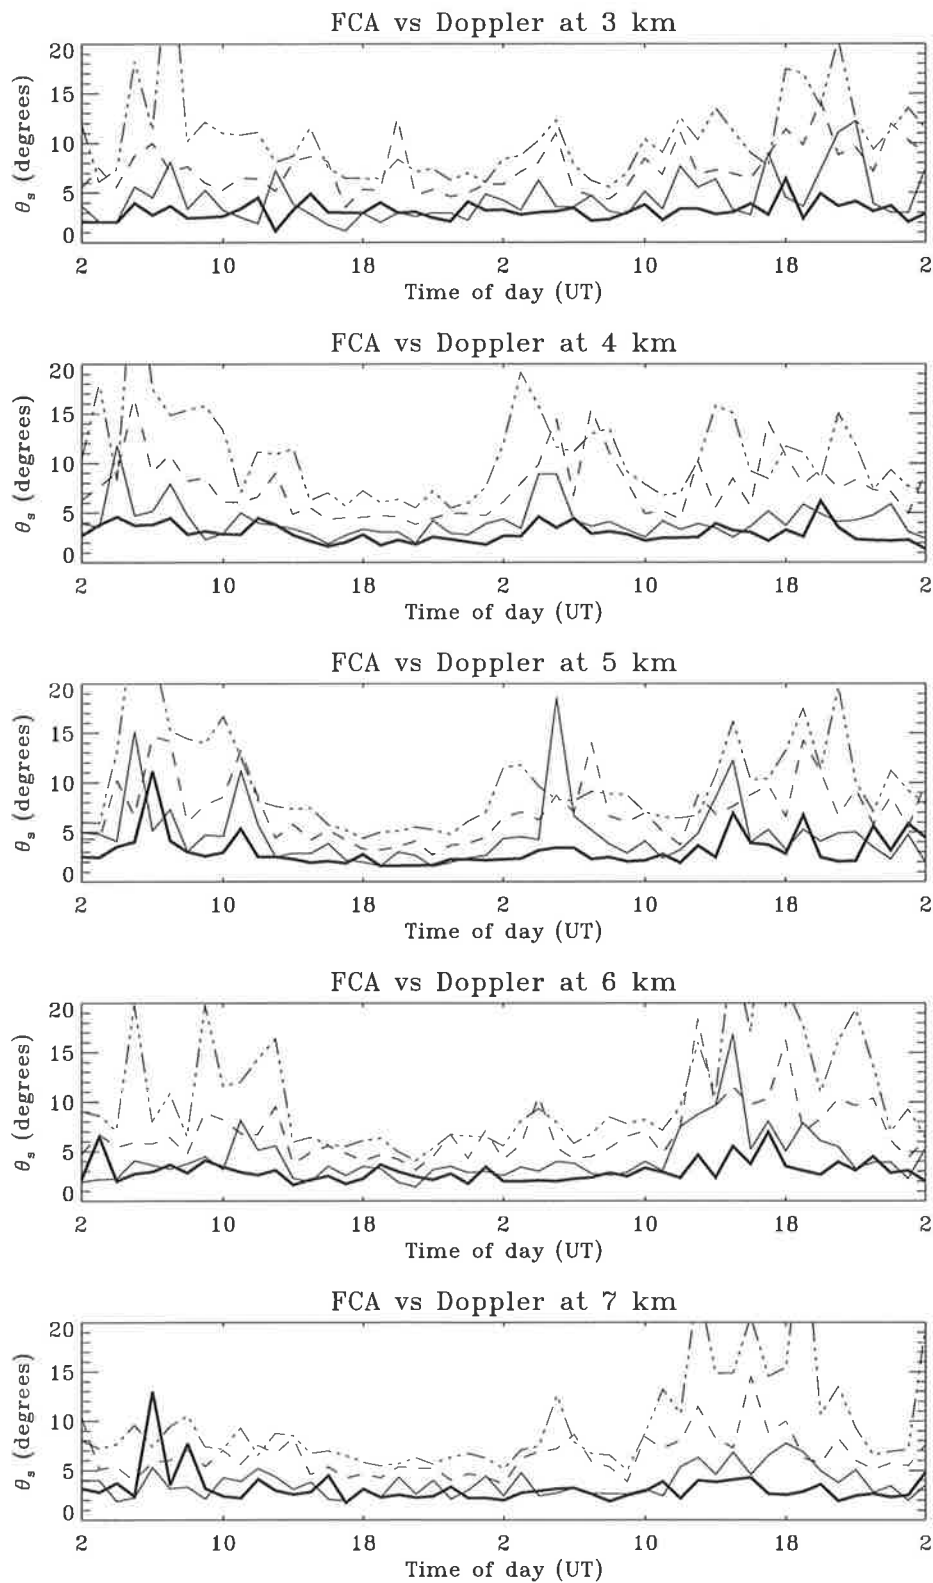 FCA vs Doppler at 3 km
20
15
10
5
0
θs (degrees)
2 10 18 2 10 18 2
Time of day (UT)
FCA vs Doppler at 4 km
20
15
10
5
0
θs (degrees)
2 10 18 2 10 18 2
Time of day (UT)
FCA vs Doppler at 5 km
20
15
10
5
0
θs (degrees)
2 10 18 2 10 18 2
Time of day (UT)
FCA vs Doppler at 6 km
20
15
10
5
0
θs (degrees)
2 10 18 2 10 18 2
Time of day (UT)
FCA vs Doppler at 7 km
20
15
10
5
0
θs (degrees)
2 10 18 2 10 18 2
Time of day (UT)